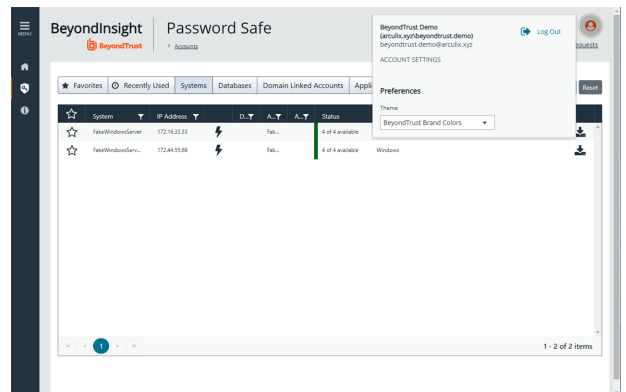 MENU
BeyondInsight
BeyondTrust
Password Safe
> Accounts
BeyondTrust Demo
(arculix.xyz\beyondtrust.demo)
beyondtrust.demo@arculix.xyz
Log Out
ACCOUNT SETTINGS
Preferences
Theme
BeyondTrust Brand Colors
equests
Favorites
Recently Used
Systems
Databases
Domain Linked Accounts
Appli
Reset
System IP Address D... A... A... Status
FakeWindowsServer 172.16.33.33 Fak... 4 of 4 available
FakeWindowsServ... 172.44.55.66 Fak... 4 of 4 available Windows
1
1 - 2 of 2 items